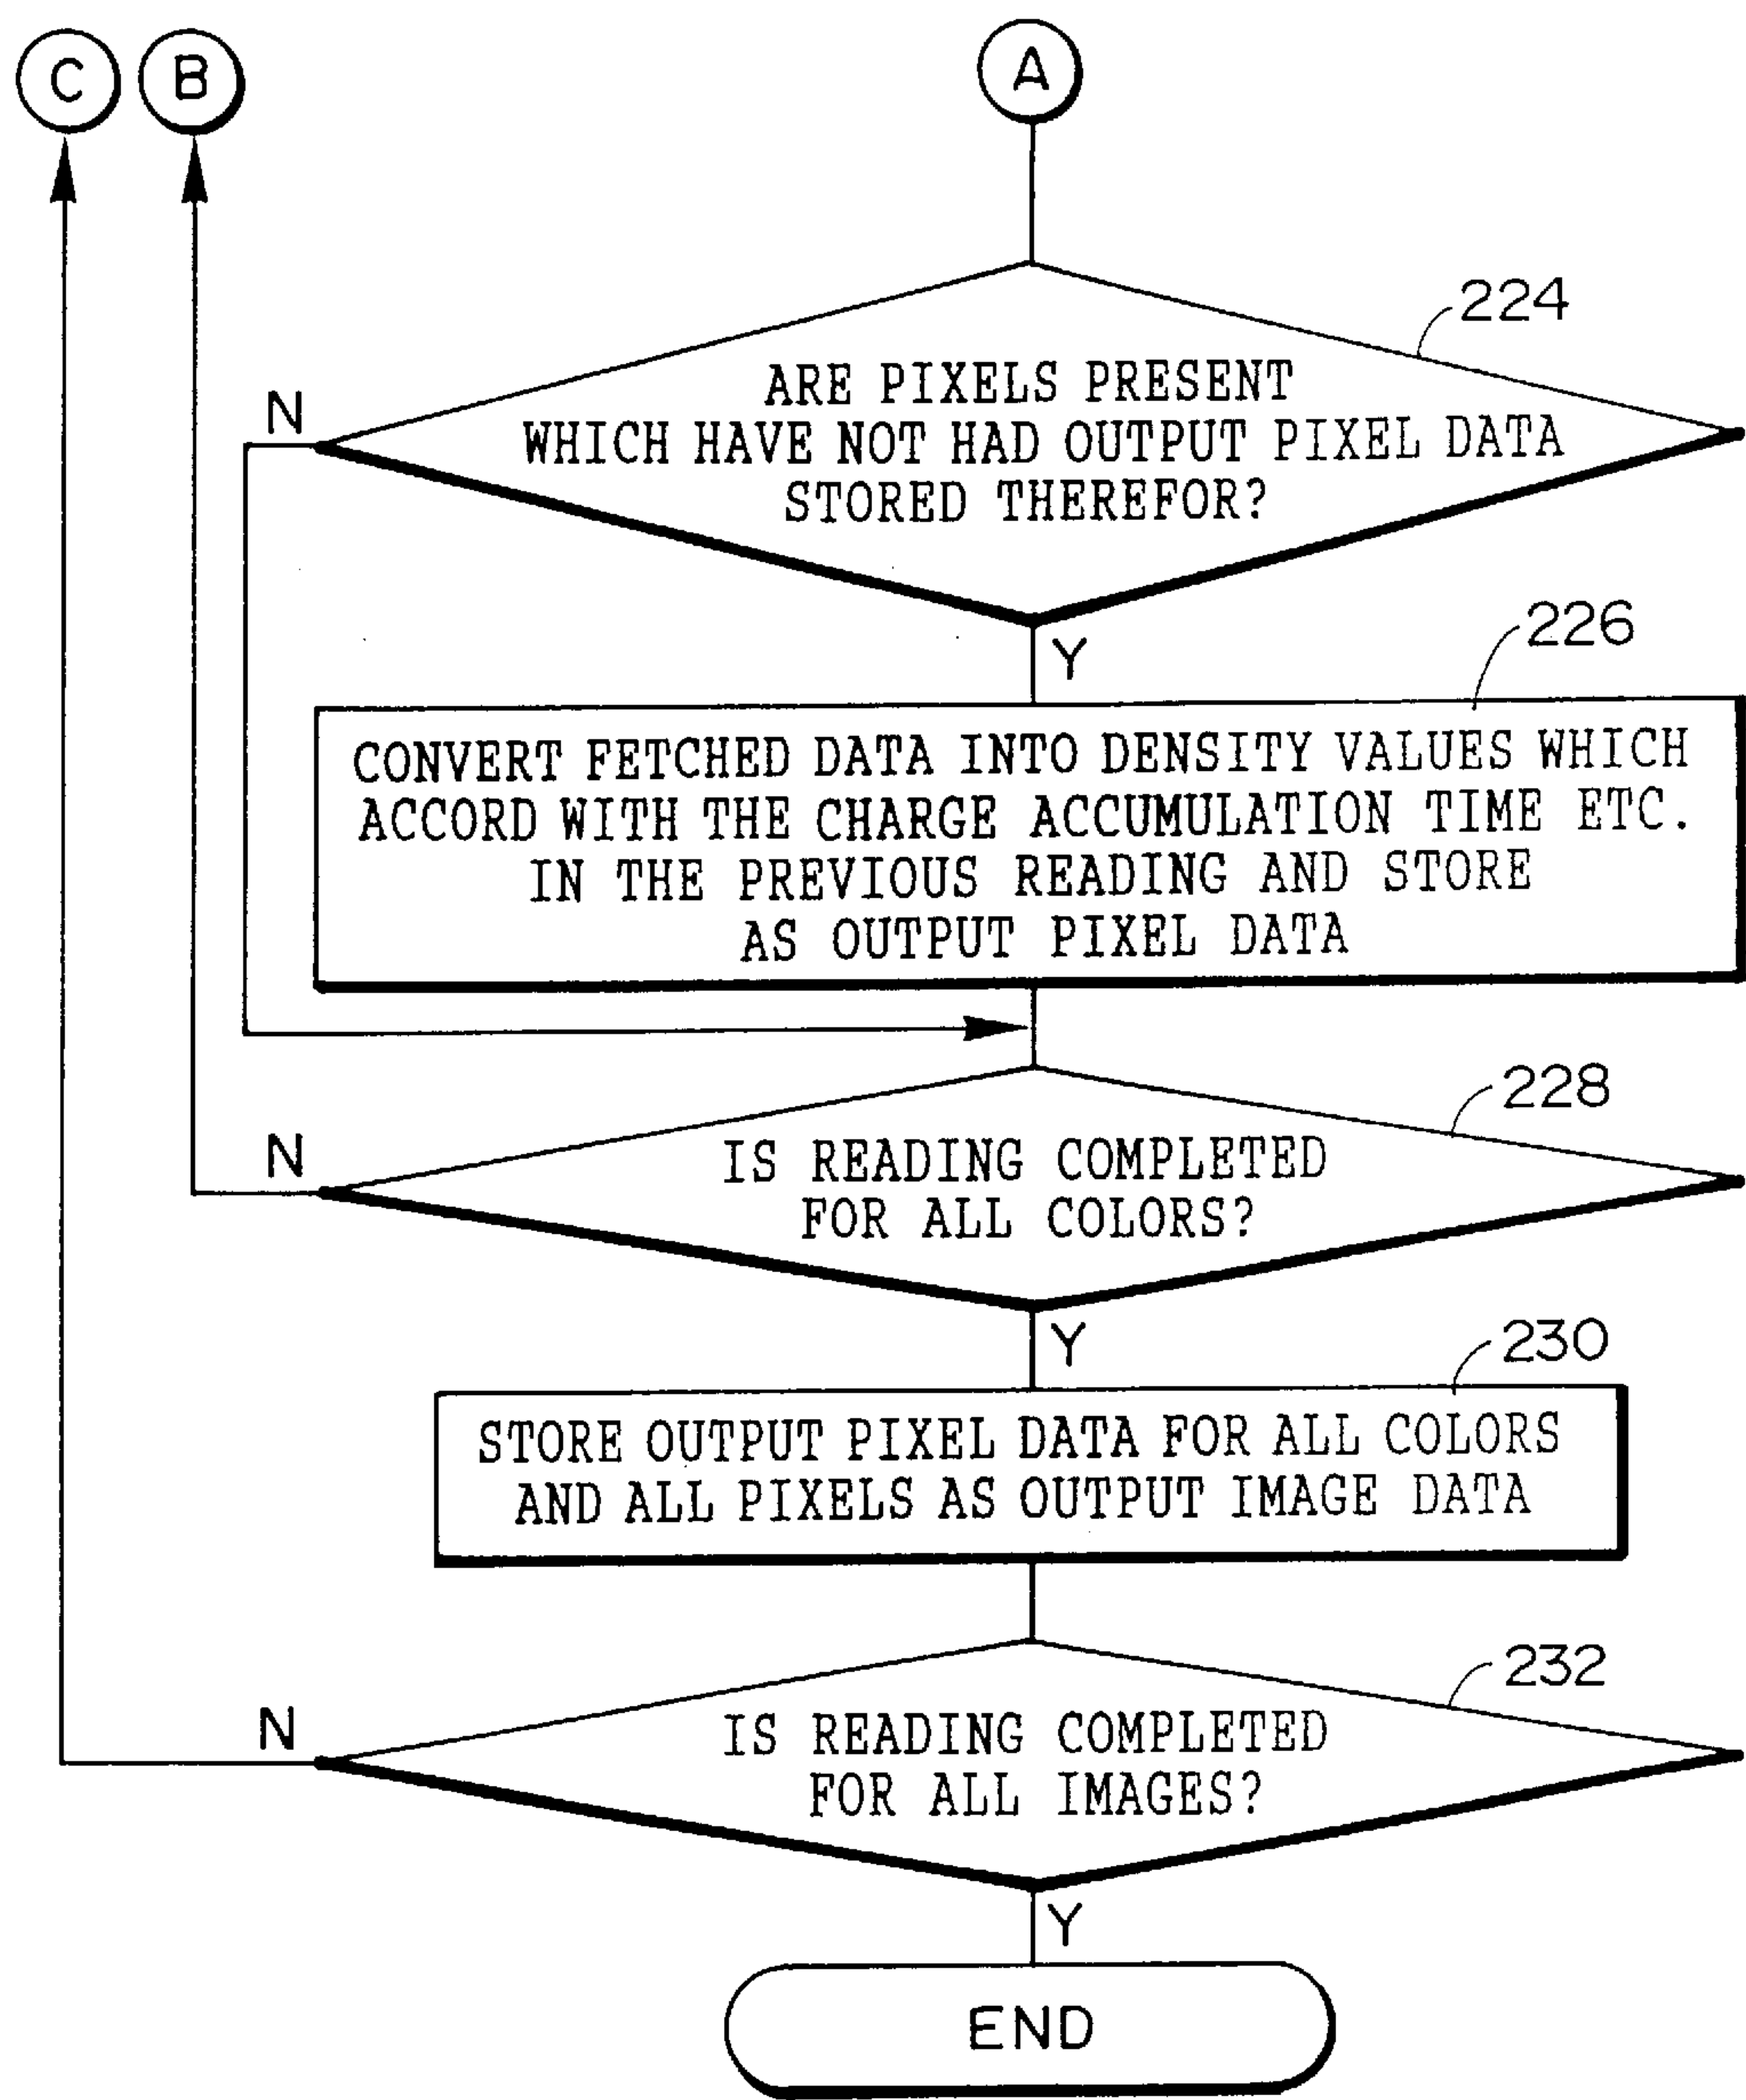 C
B
A
224
ARE PIXELS PRESENT
N
WHICH HAVE NOT HAD OUTPUT PIXEL DATA
STORED THEREFOR?
Y
226
CONVERT FETCHED DATA INTO DENSITY VALUES WHICH
ACCORD WITH THE CHARGE ACCUMULATION TIME ETC.
IN THE PREVIOUS READING AND STORE
AS OUTPUT PIXEL DATA
228
N
IS READING COMPLETED
FOR ALL COLORS?
Y
230
STORE OUTPUT PIXEL DATA FOR ALL COLORS
AND ALL PIXELS AS OUTPUT IMAGE DATA
232
N
IS READING COMPLETED
FOR ALL IMAGES?
Y
END